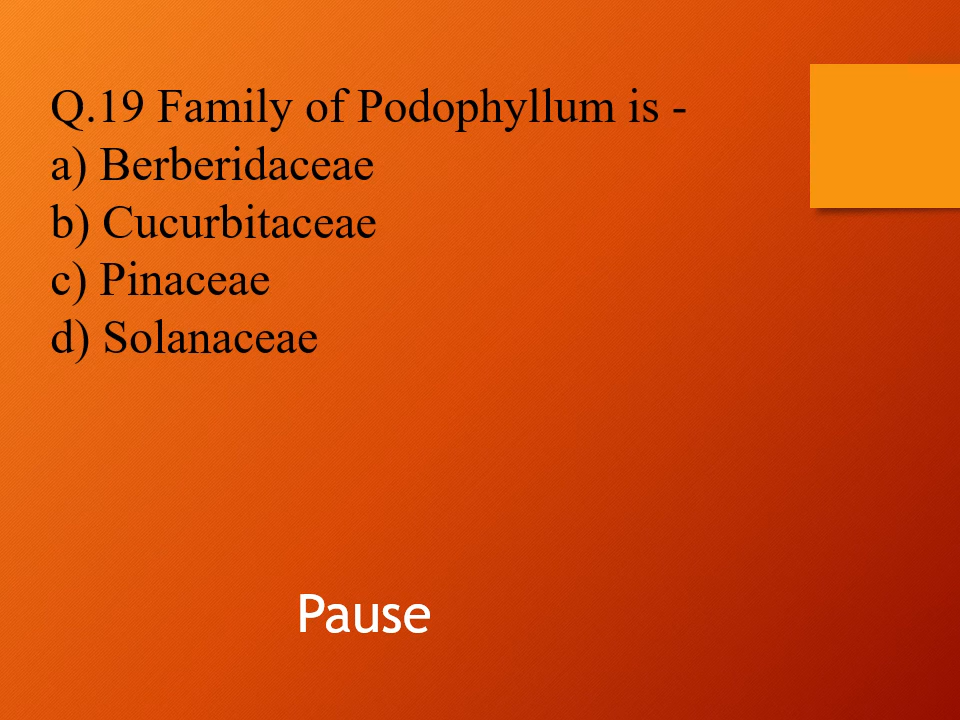 Q.19 Family of Podophyllum is -
a) Berberidaceae
b) Cucurbitaceae
c) Pinaceae
d) Solanaceae
Pause